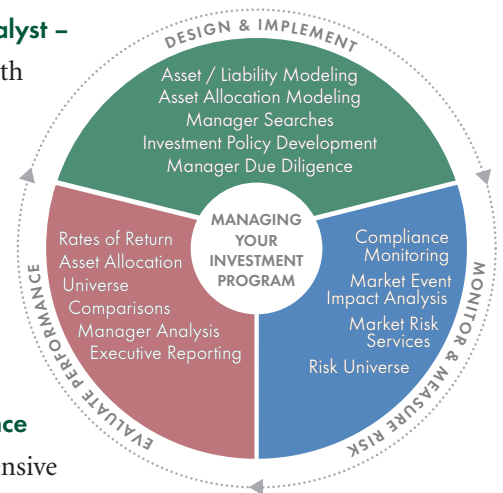 alyst –
th
DESIGN & IMPLEMENT
Asset / Liability Modeling
Asset Allocation Modeling
Manager Searches
Investment Policy Development
Manager Due Diligence
MANAGING
YOUR
INVESTMENT
PROGRAM
Compliance
Monitoring
Market Event
Impact Analysis
Market Risk
Services
Risk Universe
MONITOR & MEASURE RISK
Rates of Return
Asset Allocation
Universe
Comparisons
Manager Analysis
Executive Reporting
EVALUATE PERFORMANCE
nce
ensive